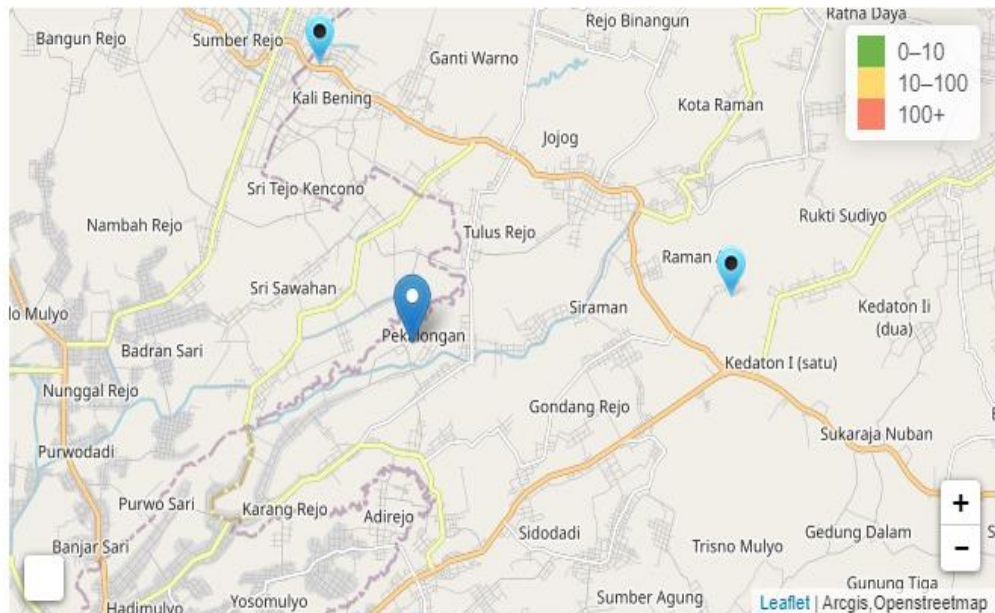 Ratna Daya
Rejo Binangun
Bangun Rejo
Sumber Rejo
Ganti Warno
0–10
10–100
100+
Kali Bening
Kota Raman
Jojog
Sri Tejo Kencono
Nambah Rejo
Rukti Sudiyo
Tulus Rejo
Raman
Sri Sawahan
Siraman
Kedaton Ii
(dua)
lo Mulyo
Pekalongan
Badran Sari
Kedaton I (satu)
Nunggal Rejo
Gondang Rejo
Sukaraja Nuban
Purwodadi
Purwo Sari
Karang Rejo
Adirejo
+
−
Sidodadi
Gedung Dalam
Banjar Sari
Trisno Mulyo
Gunung Tiga
Hadimulyo
Yosomulyo
Sumber Agung
Leaflet | Arcgis,Openstreetmap